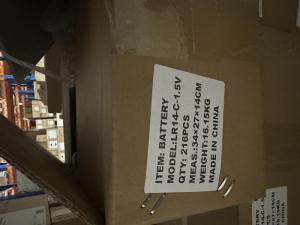 ITEM: BATTERY
MODEL:LR14-C-1.5V
QTY: 216PCS
MEAS.:34×27×14CM
WEIGHT:16.15KG
MADE IN CHINA